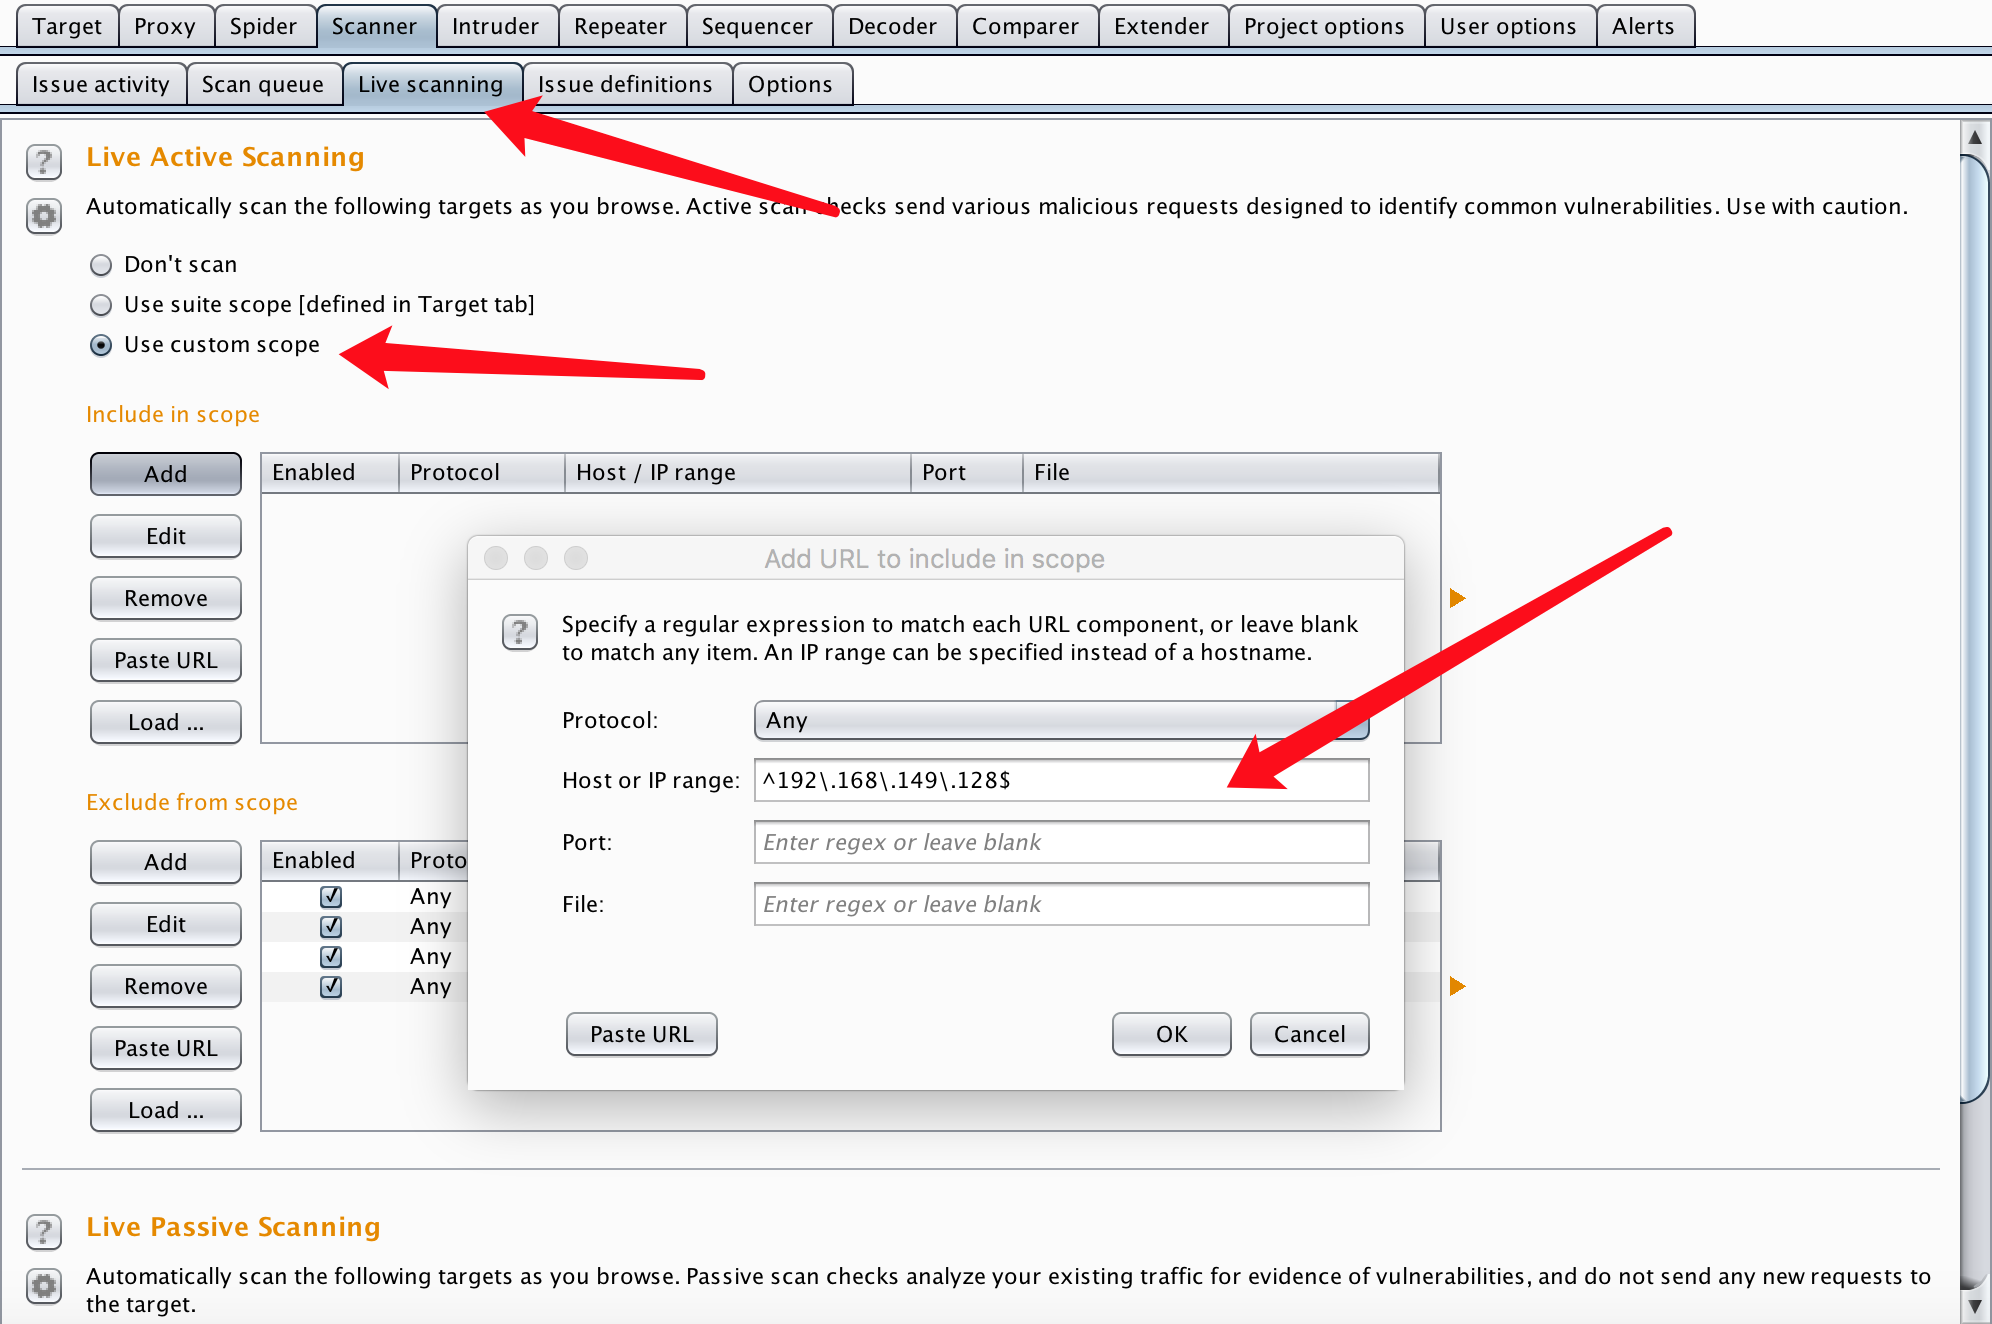 Target Proxy Spider Scanner Intruder Repeater Sequencer Decoder Comparer Extender Project options User options Alerts
Issue activity Scan queue Live scanning Issue definitions Options
? Live Active Scanning
Automatically scan the following targets as you browse. Active scan checks send various malicious requests designed to identify common vulnerabilities. Use with caution.
Don't scan
Use suite scope [defined in Target tab]
Use custom scope
Include in scope
Add Enabled Protocol Host / IP range Port File
Edit
Remove
Paste URL
Load ...
Add URL to include in scope
? Specify a regular expression to match each URL component, or leave blank
to match any item. An IP range can be specified instead of a hostname.
Protocol: Any
Host or IP range: ^192\.168\.149\.128$
Port: Enter regex or leave blank
File: Enter regex or leave blank
Paste URL OK Cancel
Exclude from scope
Add Enabled Proto
Any
Edit Any
Any
Remove Any
Paste URL
Load ...
? Live Passive Scanning
Automatically scan the following targets as you browse. Passive scan checks analyze your existing traffic for evidence of vulnerabilities, and do not send any new requests to
the target.